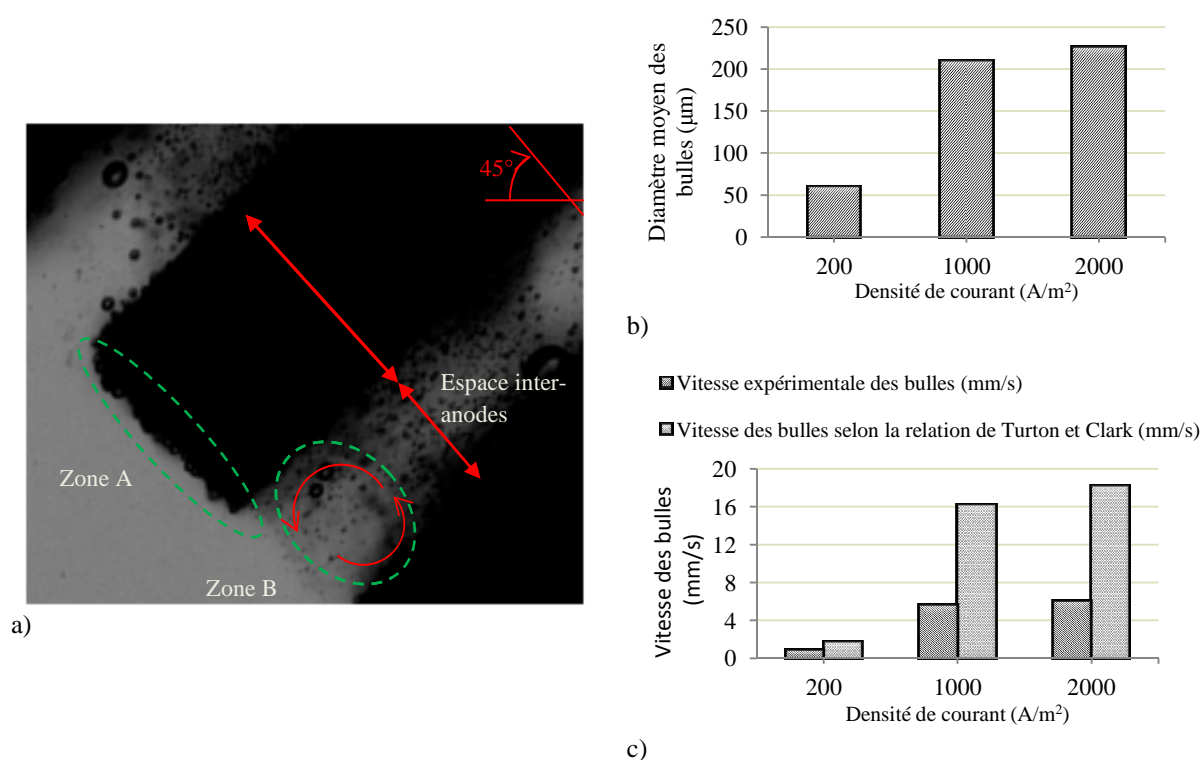 45°
Espace inter-
anodes
Zone A
Zone B
a)
Diamètre moyen des
bulles (µm)
250
200
150
100
50
0
200 1000 2000
Densité de courant (A/m²)
b)
Vitesse expérimentale des bulles (mm/s)
Vitesse des bulles selon la relation de Turton et Clark (mm/s)
Vitesse des bulles
(mm/s)
20
16
12
8
4
0
200 1000 2000
Densité de courant (A/m²)
c)